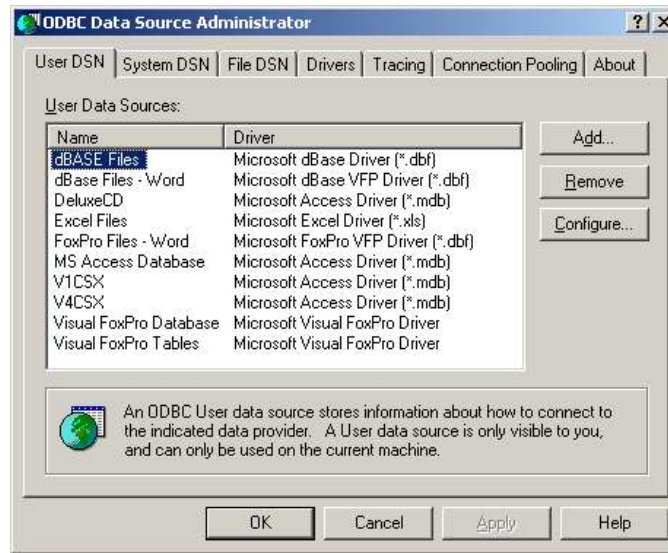 ODBC Data Source Administrator
User DSN System DSN File DSN Drivers Tracing Connection Pooling About
User Data Sources:
Name Driver
dBASE Files Microsoft dBase Driver (*.dbf)
dBase Files - Word Microsoft dBase VFP Driver (*.dbf)
DeluxeCD Microsoft Access Driver (*.mdb)
Excel Files Microsoft Excel Driver (*.xls)
FoxPro Files - Word Microsoft FoxPro VFP Driver (*.dbf)
MS Access Database Microsoft Access Driver (*.mdb)
V1CSX Microsoft Access Driver (*.mdb)
V4CSX Microsoft Access Driver (*.mdb)
Visual FoxPro Database Microsoft Visual FoxPro Driver
Visual FoxPro Tables Microsoft Visual FoxPro Driver
Add...
Remove
Configure...
An ODBC User data source stores information about how to connect to
the indicated data provider. A User data source is only visible to you,
and can only be used on the current machine.
OK Cancel Apply Help